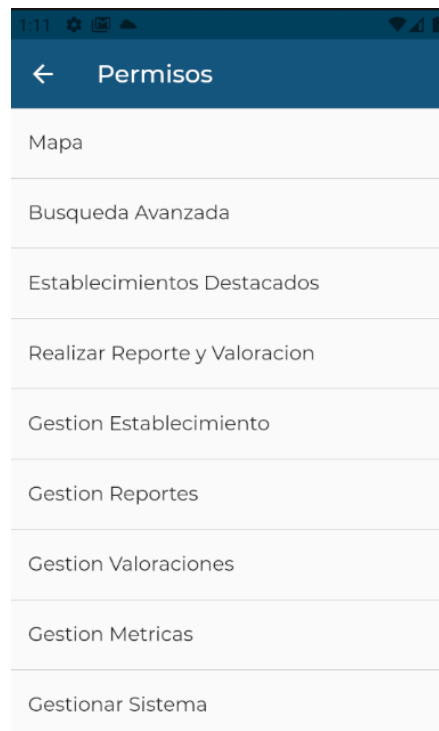 1:11
Permisos
Mapa
Busqueda Avanzada
Establecimientos Destacados
Realizar Reporte y Valoracion
Gestion Establecimiento
Gestion Reportes
Gestion Valoraciones
Gestion Metricas
Gestionar Sistema